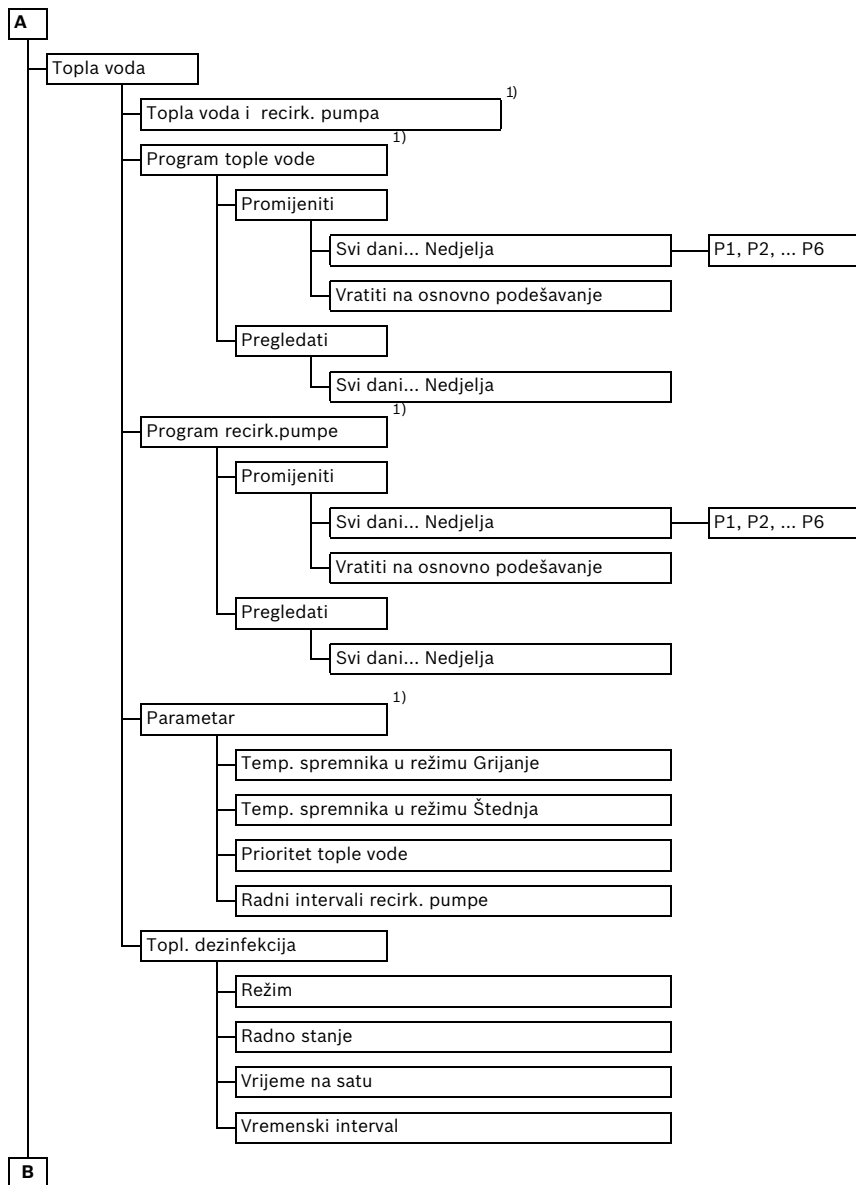 A
Topla voda
Topla voda i  recirk. pumpa 1)
Program tople vode 1)
Promijeniti
Svi dani... Nedjelja P1, P2, ... P6
Vratiti na osnovno podešavanje
Pregledati
Svi dani... Nedjelja
Program recirk.pumpe 1)
Promijeniti
Svi dani... Nedjelja P1, P2, ... P6
Vratiti na osnovno podešavanje
Pregledati
Svi dani... Nedjelja
Parametar 1)
Temp. spremnika u režimu Grijanje
Temp. spremnika u režimu Štednja
Prioritet tople vode
Radni intervali recirk. pumpe
Topl. dezinfekcija
Režim
Radno stanje
Vrijeme na satu
Vremenski interval
B